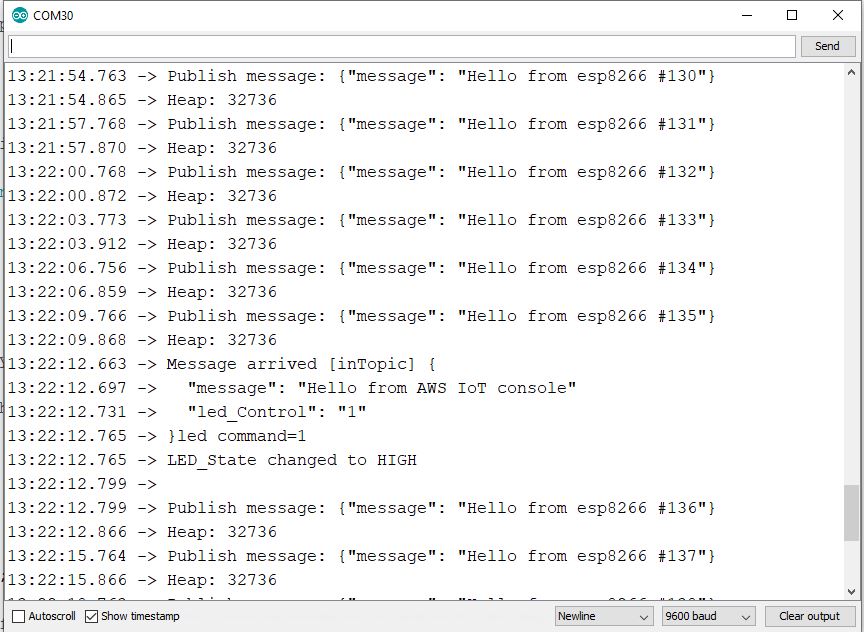 COM30
Send
13:21:54.763 -> Publish message: {"message": "Hello from esp8266 #130"}
13:21:54.865 -> Heap: 32736
13:21:57.768 -> Publish message: {"message": "Hello from esp8266 #131"}
13:21:57.870 -> Heap: 32736
13:22:00.768 -> Publish message: {"message": "Hello from esp8266 #132"}
13:22:00.872 -> Heap: 32736
13:22:03.773 -> Publish message: {"message": "Hello from esp8266 #133"}
13:22:03.912 -> Heap: 32736
13:22:06.756 -> Publish message: {"message": "Hello from esp8266 #134"}
13:22:06.859 -> Heap: 32736
13:22:09.766 -> Publish message: {"message": "Hello from esp8266 #135"}
13:22:09.868 -> Heap: 32736
13:22:12.663 -> Message arrived [inTopic] {
13:22:12.697 ->   "message": "Hello from AWS IoT console"
13:22:12.731 ->   "led_Control": "1"
13:22:12.765 -> }led command=1
13:22:12.765 -> LED_State changed to HIGH
13:22:12.799 ->
13:22:12.799 -> Publish message: {"message": "Hello from esp8266 #136"}
13:22:12.866 -> Heap: 32736
13:22:15.764 -> Publish message: {"message": "Hello from esp8266 #137"}
13:22:15.866 -> Heap: 32736
Autoscroll Show timestamp Newline 9600 baud Clear output